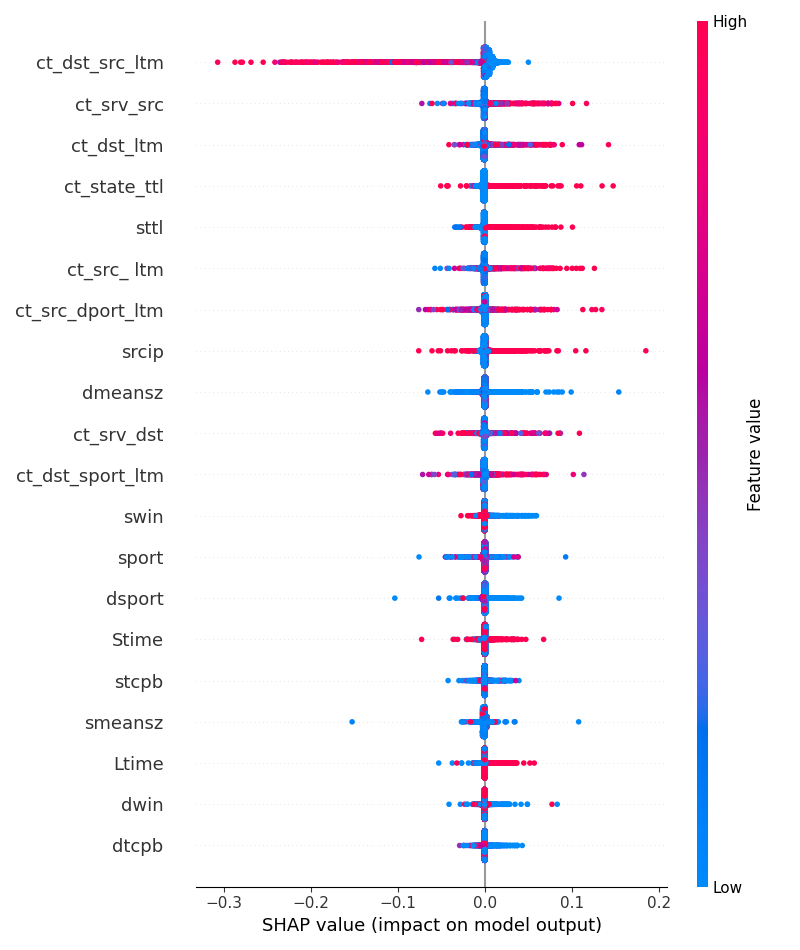 High
ct_dst_src_ltm
ct_srv_src
ct_dst_ltm
ct_state_ttl
sttl
ct_src_ ltm
ct_src_dport_ltm
srcip
dmeansz
ct_srv_dst
ct_dst_sport_ltm
swin
sport
dsport
Stime
stcpb
smeansz
Ltime
dwin
dtcpb
Feature value
Low
−0.3 −0.2 −0.1 0.0 0.1 0.2
SHAP value (impact on model output)